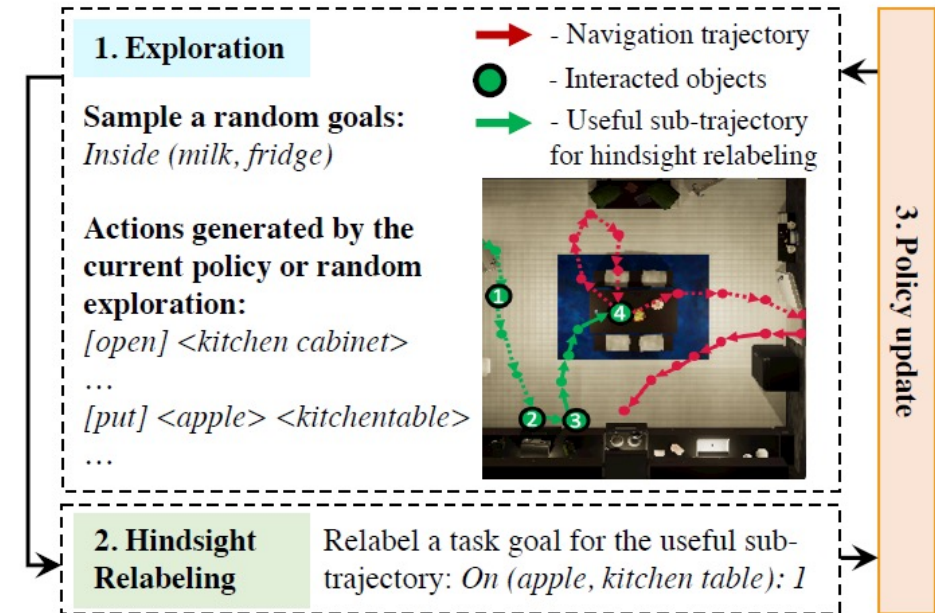 1. Exploration
Sample a random goals:
Inside (milk, fridge)
Actions generated by the
current policy or random
exploration:
[open] <kitchen cabinet>
…
[put] <apple> <kitchentable>
…
- Navigation trajectory
- Interacted objects
- Useful sub-trajectory
for hindsight relabeling
1
4
2
3
2. Hindsight
Relabeling
Relabel a task goal for the useful sub-
trajectory: On (apple, kitchen table): 1
3. Policy update